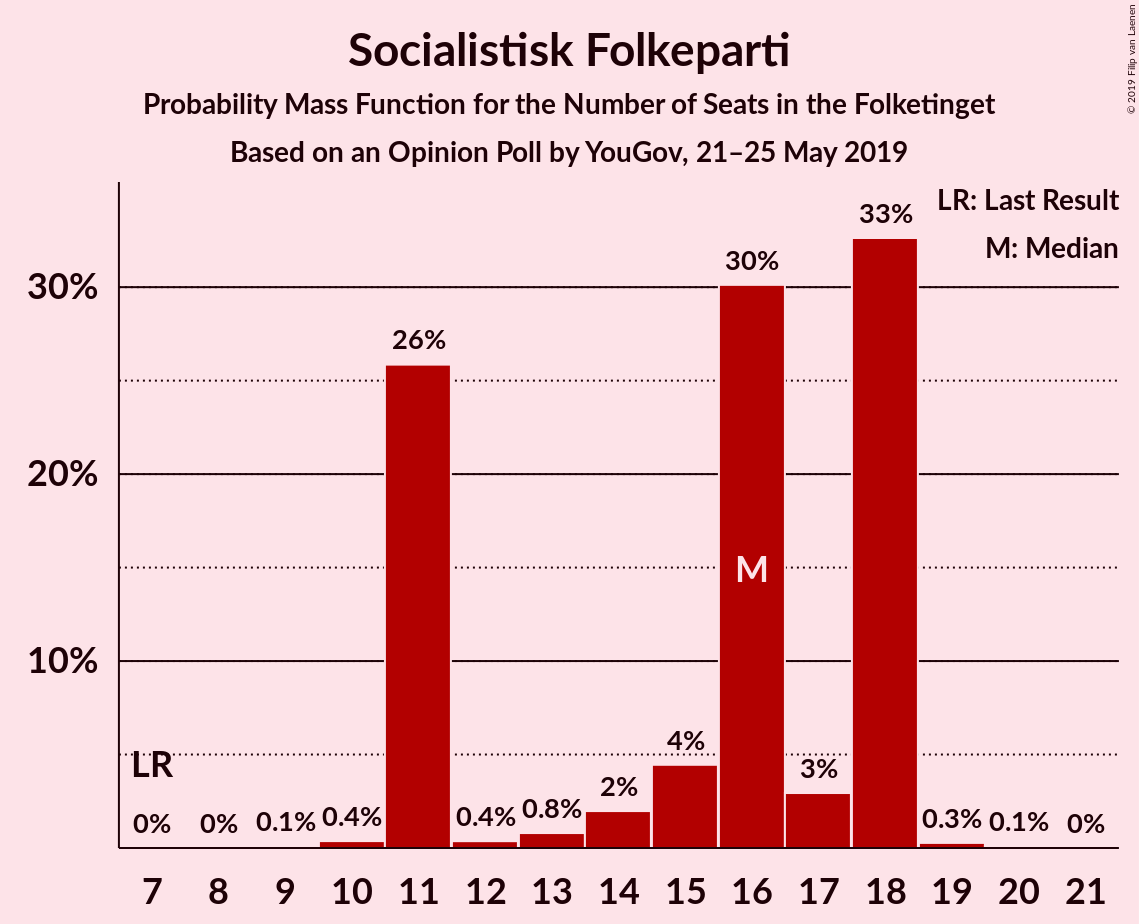 Socialistisk Folkeparti
Probability Mass Function for the Number of Seats in the Folketinget
Based on an Opinion Poll by YouGov, 21–25 May 2019
© 2019 Filip van Laenen
LR: Last Result
M: Median
30%
20%
10%
LR
0%
0%
0.1%
0.4%
26%
0.4%
0.8%
2%
4%
30%
M
3%
33%
0.3%
0.1%
0%
7 8 9 10 11 12 13 14 15 16 17 18 19 20 21